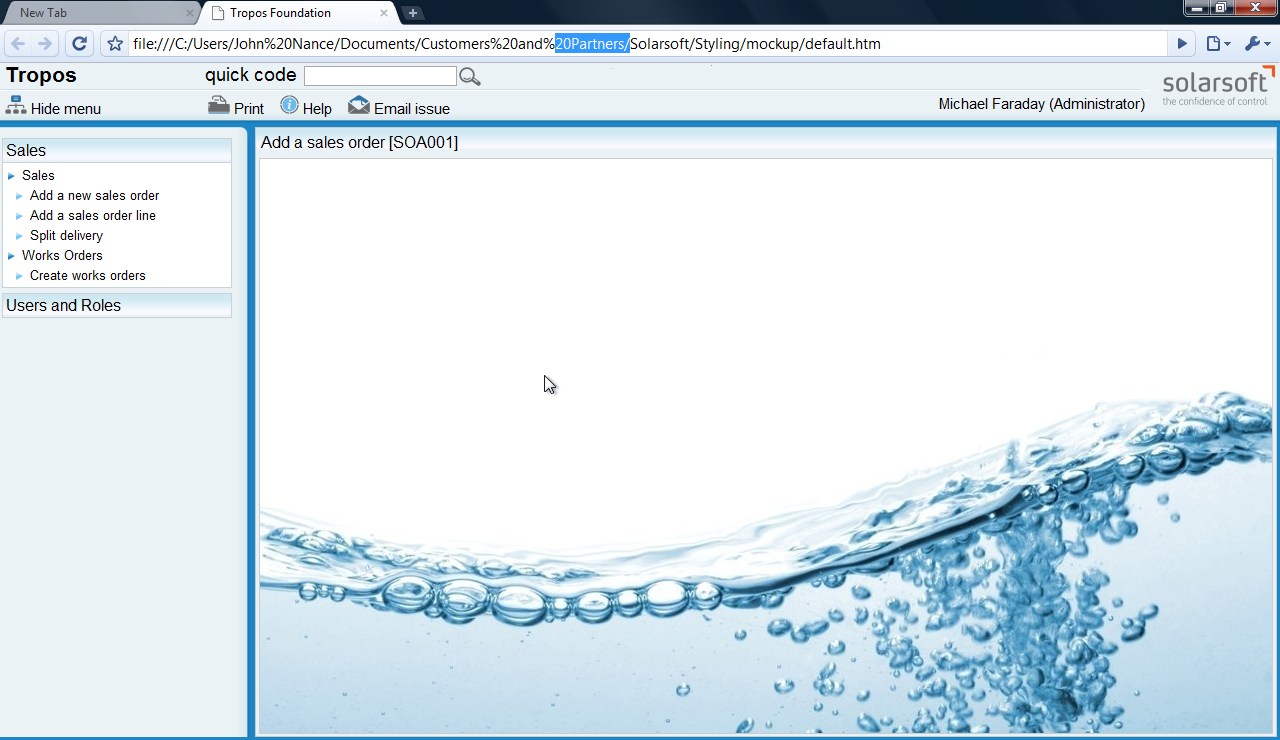 New Tab
Tropos Foundation
file:///C:/Users/John%20Nance/Documents/Customers%20and%20Partners/Solarsoft/Styling/mockup/default.htm
Tropos
quick code
solarsoft
the confidence of control
Hide menu
Print
Help
Email issue
Michael Faraday (Administrator)
Sales
Sales
Add a new sales order
Add a sales order line
Split delivery
Works Orders
Create works orders
Users and Roles
Add a sales order [SOA001]